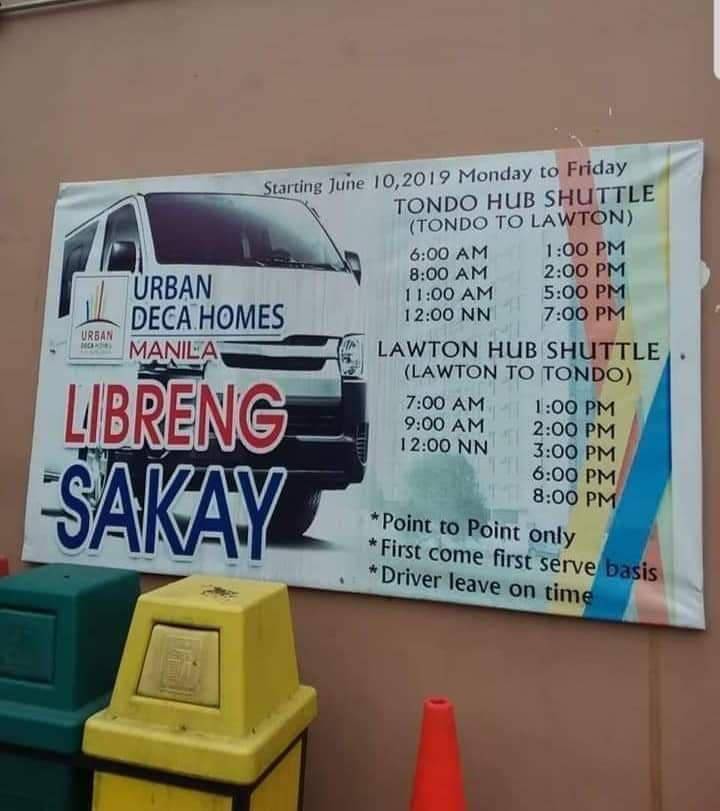 Starting June 10,2019 Monday to Friday
TONDO HUB SHUTTLE
(TONDO TO LAWTON)
6:00 AM 1:00 PM
8:00 AM 2:00 PM
11:00 AM 5:00 PM
12:00 NN 7:00 PM
URBAN
DECA HOMES
MANILA
URBAN
DECA HOMES
LIBRENG
SAKAY
LAWTON HUB SHUTTLE
(LAWTON TO TONDO)
7:00 AM 1:00 PM
9:00 AM 2:00 PM
12:00 NN 3:00 PM
6:00 PM
8:00 PM
*Point to Point only
*First come first serve basis
*Driver leave on time